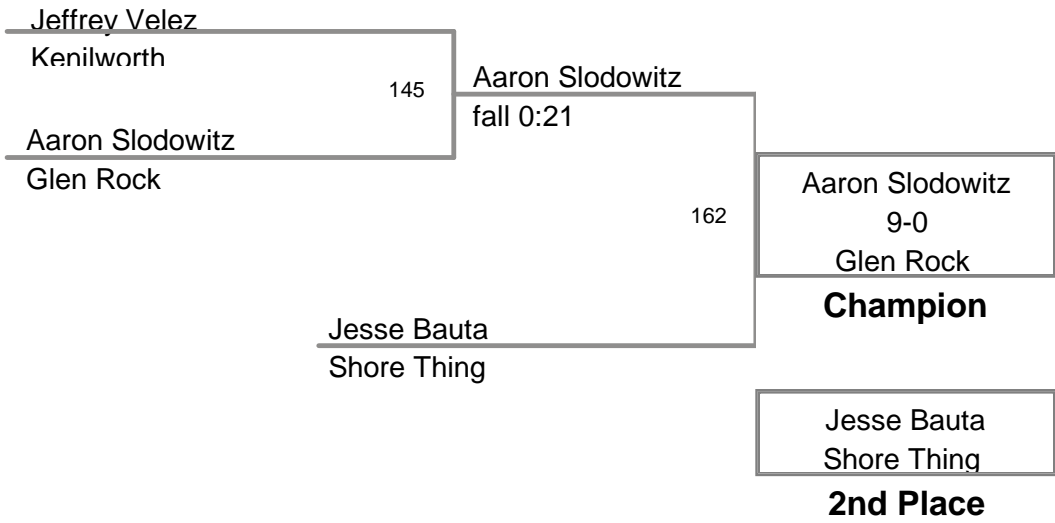 Jeffrey Velez
Kenilworth
145
Aaron Slodowitz
fall 0:21
Aaron Slodowitz
Glen Rock
162
Aaron Slodowitz
9-0
Glen Rock
Champion
Jesse Bauta
Shore Thing
Jesse Bauta
Shore Thing
2nd Place